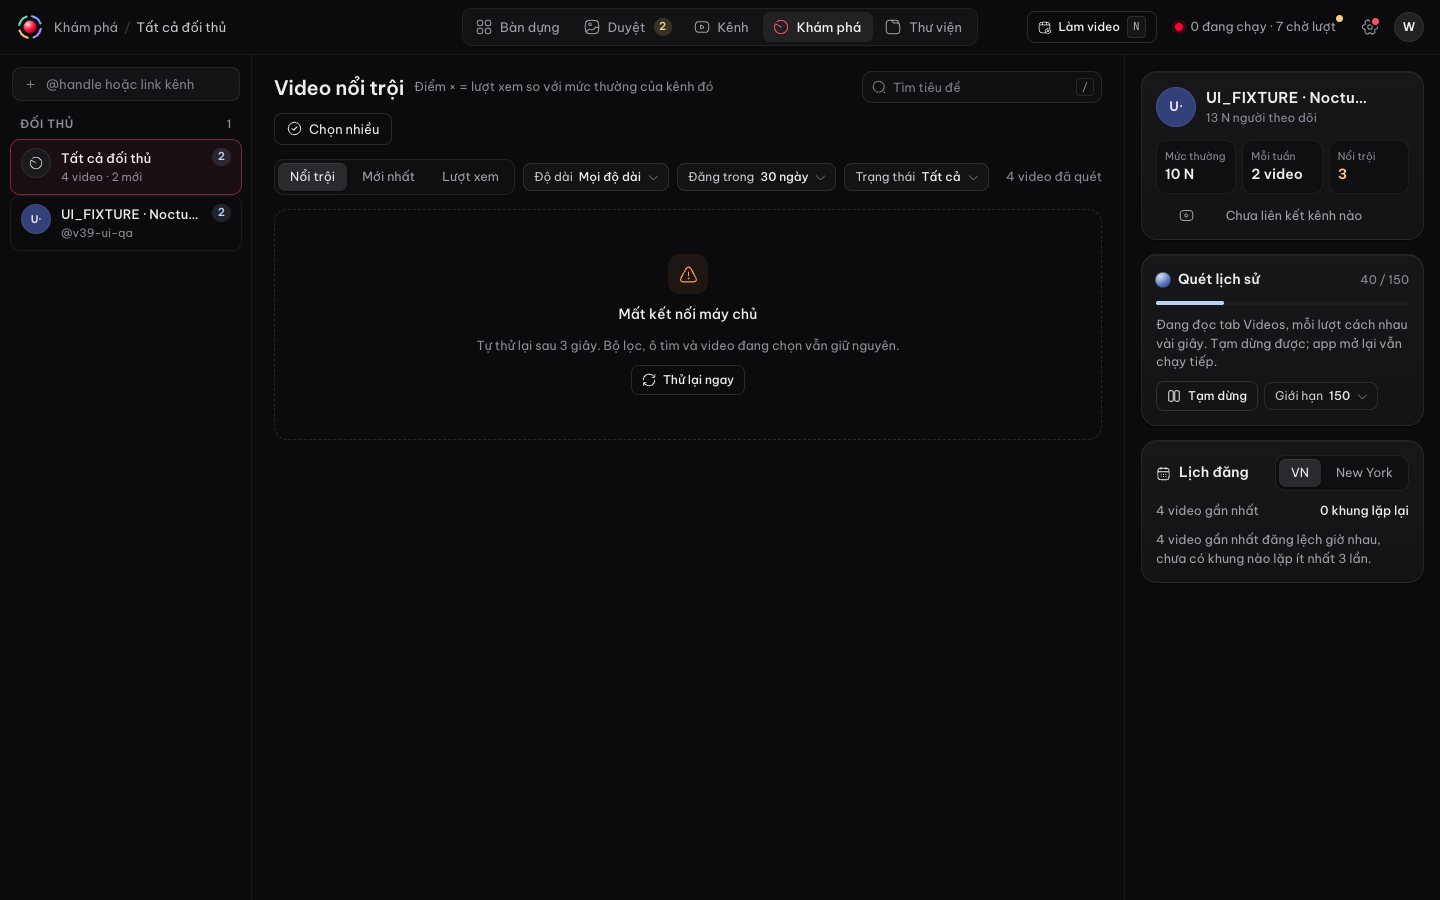 Khám phá / Tất cả đối thủ
Bàn dựng
Duyệt 2
Kênh
Khám phá
Thư viện
Làm video N
0 đang chạy · 7 chờ lượt
W
+ @handle hoặc link kênh
ĐỐI THỦ 1
Tất cả đối thủ 2
4 video · 2 mới
U·
UI_FIXTURE · Noctu... 2
@v39-ui-qa
Video nổi trội Điểm × = lượt xem so với mức thường của kênh đó
Tìm tiêu đề /
Chọn nhiều
Nổi trội Mới nhất Lượt xem
Độ dài Mọi độ dài
Đăng trong 30 ngày
Trạng thái Tất cả
4 video đã quét
Mất kết nối máy chủ
Tự thử lại sau 3 giây. Bộ lọc, ô tìm và video đang chọn vẫn giữ nguyên.
Thử lại ngay
U·
UI_FIXTURE · Noctu...
13 N người theo dõi
Mức thường
10 N
Mỗi tuần
2 video
Nổi trội
3
Chưa liên kết kênh nào
Quét lịch sử 40 / 150
Đang đọc tab Videos, mỗi lượt cách nhau
vài giây. Tạm dừng được; app mở lại vẫn
chạy tiếp.
Tạm dừng
Giới hạn 150
Lịch đăng VN New York
4 video gần nhất 0 khung lặp lại
4 video gần nhất đăng lệch giờ nhau,
chưa có khung nào lặp ít nhất 3 lần.